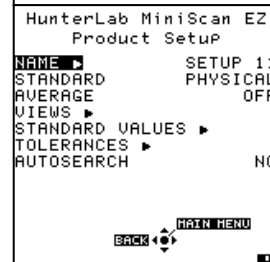 HunterLab MiniScan EZ
Product Setup
NAME ▶ SETUP 1:
STANDARD PHYSICAL
AVERAGE OFF
VIEWS ▶
STANDARD VALUES ▶
TOLERANCES ▶
AUTOSEARCH NO
MAIN MENU
BACK